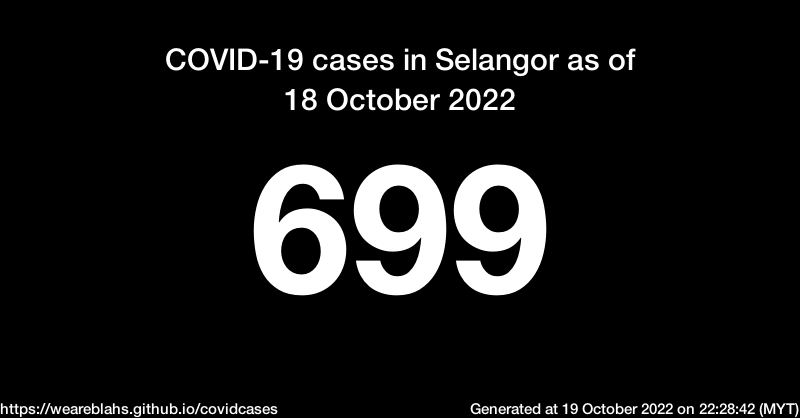 COVID-19 cases in Selangor as of
18 October 2022
699
https://weareblahs.github.io/covidcases
Generated at 19 October 2022 on 22:28:42 (MYT)